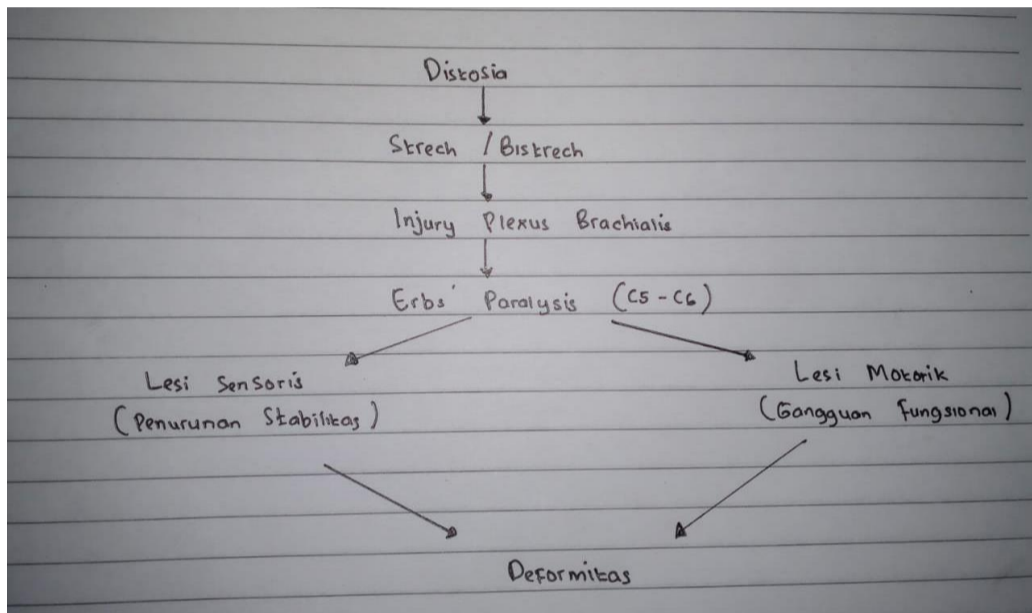 Distosia
Strech / Bistrech
Injury Plexus Brachialis
Erbs' Paralysis (C5 - C6)
Lesi Sensoris
(Penurunan Stabilitas)
Lesi Motorik
(Gangguan Fungsional)
Deformitas